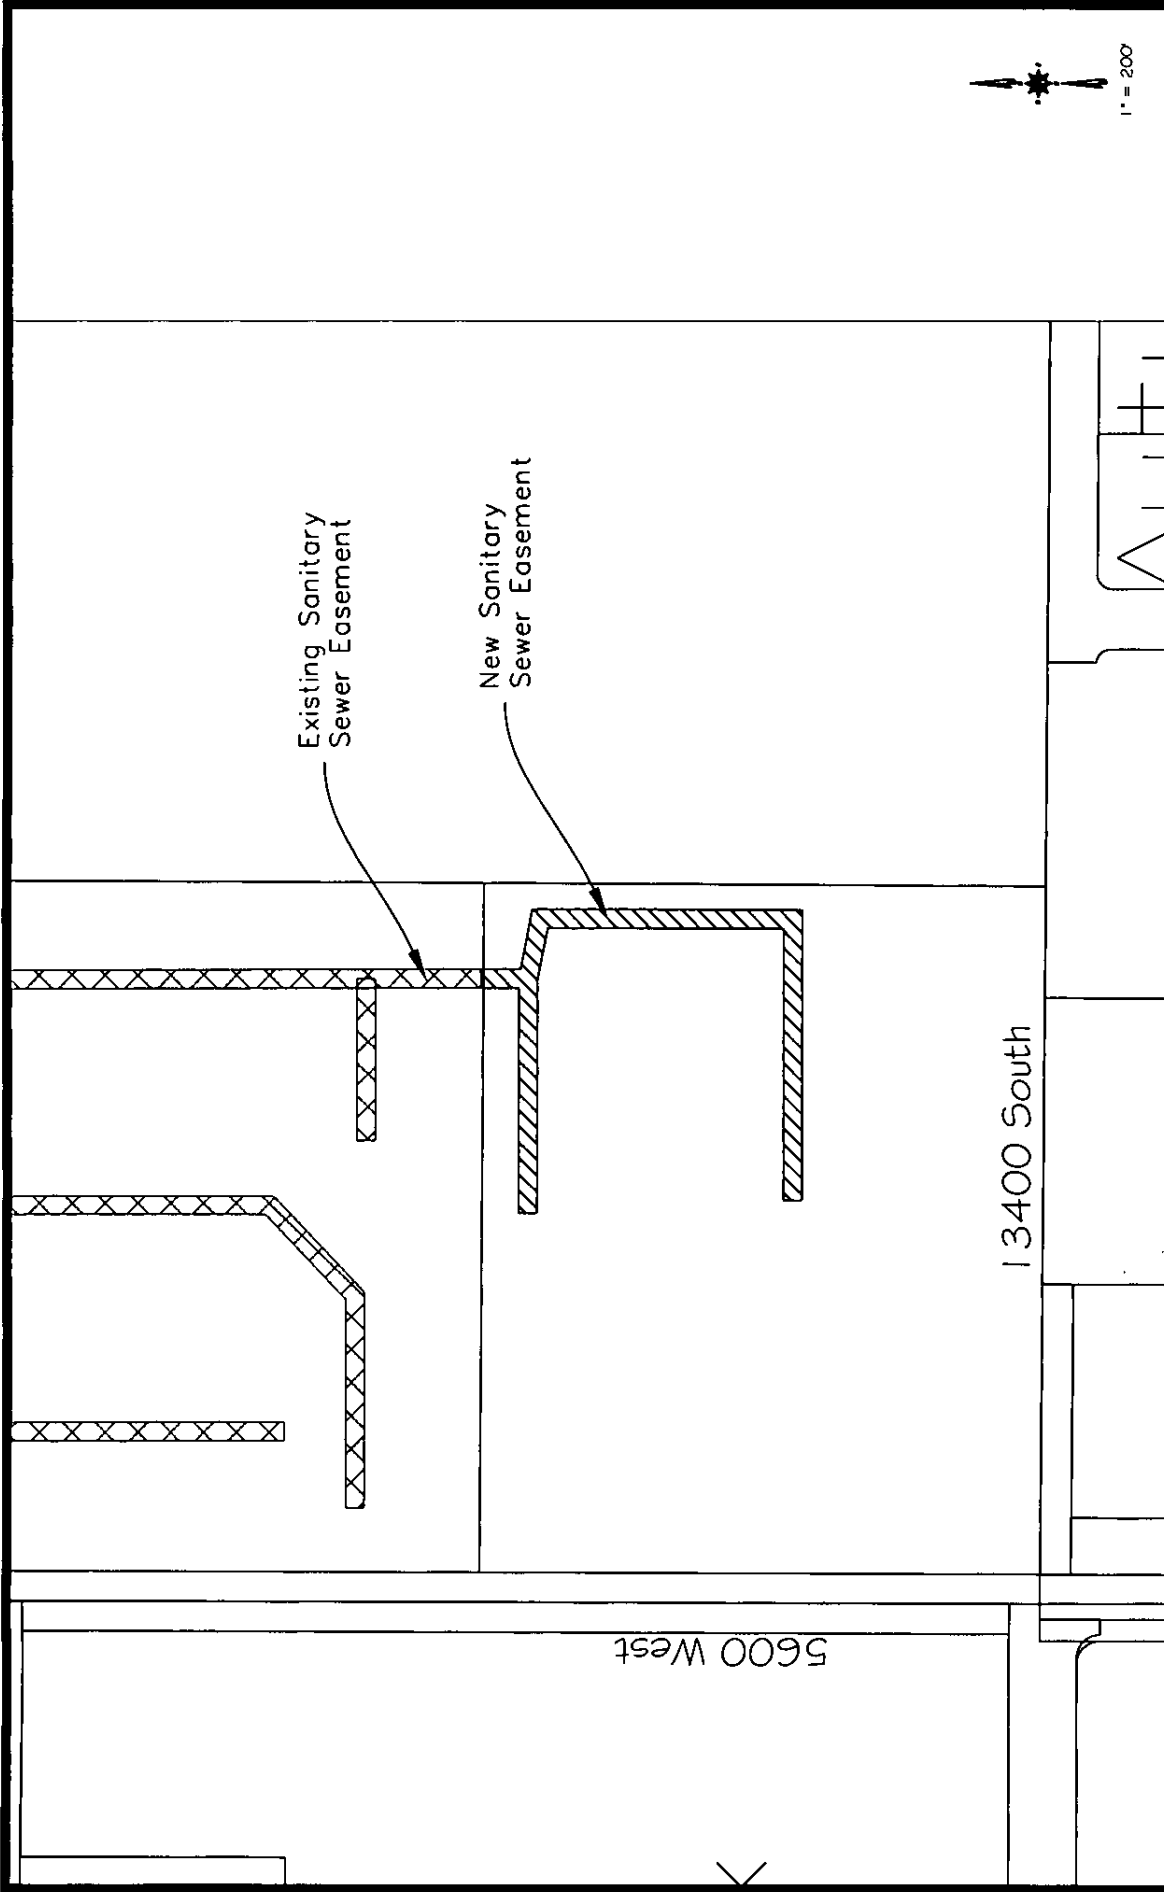 1" = 200'
Existing Sanitary
Sewer Easement
New Sanitary
Sewer Easement
13400 South
5600 West